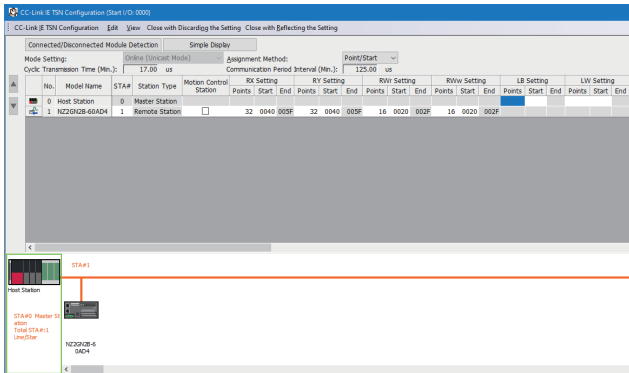 CC-Link IE TSN Configuration (Start I/O: 0000)
CC-Link IE TSN Configuration Edit View Close with Discarding the Setting Close with Reflecting the Setting
Connected/Disconnected Module Detection Simple Display
Mode Setting: Online (Unicast Mode) Assignment Method: Point/Start
Cyclic Transmission Time (Min.): 17.00 us Communication Period Interval (Min.): 125.00 us
No. Model Name STA# Station Type Motion Control Station RX Setting RY Setting RWr Setting RWw Setting LB Setting LW Setting
Points Start End Points Start End Points Start End Points Start End Points Start End Points Start End
0 Host Station 0 Master Station
1 NZ2GN2B-60AD4 1 Remote Station 32 0040 005F 32 0040 005F 16 0020 002F 16 0020 002F
STA#1
Host Station
STA#0 Master St
ation
Total STA#:1
Line/Star
NZ2GN2B-6
0AD4